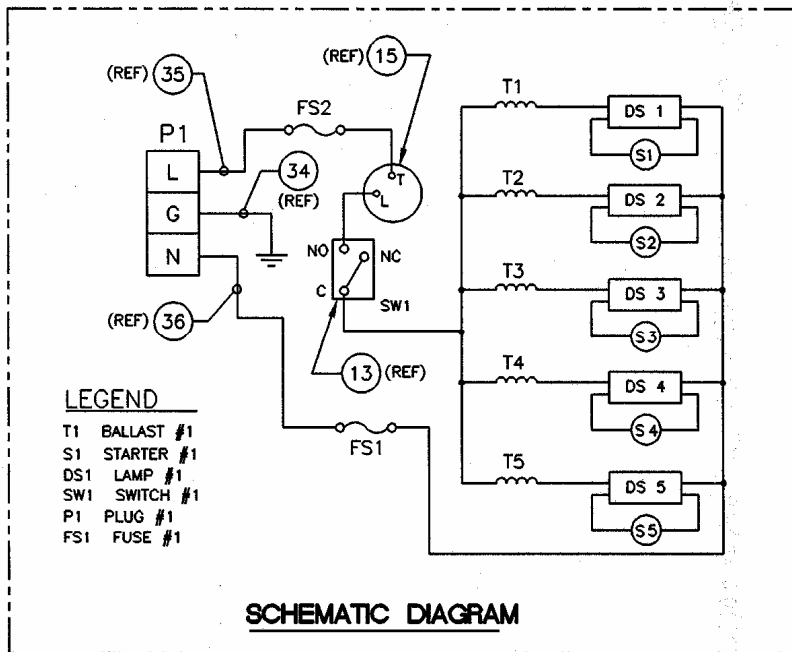 (REF) 15
(REF) 35
FS2
T1
DS 1
S1
P1
L
G
N
34
(REF)
T
L
T2
DS 2
S2
NO
NC
C
SW1
T3
DS 3
S3
(REF) 36
13 (REF)
T4
DS 4
S4
FS1
T5
DS 5
S5
LEGEND
T1 BALLAST #1
S1 STARTER #1
DS1 LAMP #1
SW1 SWITCH #1
P1 PLUG #1
FS1 FUSE #1
SCHEMATIC DIAGRAM